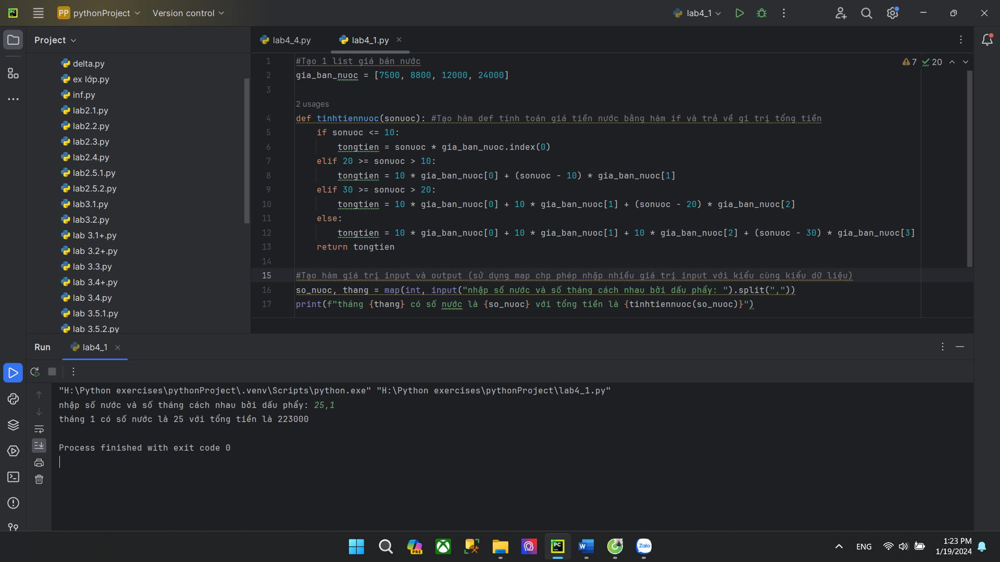 PC PP pythonProject Version control lab4_1
Project lab4_4.py lab4_1.py
delta.py
ex lớp.py
inf.py
lab2.1.py
lab2.2.py
lab2.3.py
lab2.4.py
lab2.5.1.py
lab2.5.2.py
lab3.1.py
lab3.2.py
lab 3.1+.py
lab 3.2+.py
lab 3.3.py
lab 3.4+.py
lab 3.4.py
lab 3.5.1.py
lab 3.5.2.py
7 20
1 #Tạo 1 list giá bán nước
2 gia_ban_nuoc = [7500, 8800, 12000, 24000]
3
2 usages
4 def tinhtiennuoc(sonuoc): #Tạo hàm def tính toán giá tiền nước bằng hàm if và trả về gi trị tổng tiền
5     if sonuoc <= 10:
6         tongtien = sonuoc * gia_ban_nuoc.index(0)
7     elif 20 >= sonuoc > 10:
8         tongtien = 10 * gia_ban_nuoc[0] + (sonuoc - 10) * gia_ban_nuoc[1]
9     elif 30 >= sonuoc > 20:
10         tongtien = 10 * gia_ban_nuoc[0] + 10 * gia_ban_nuoc[1] + (sonuoc - 20) * gia_ban_nuoc[2]
11     else:
12         tongtien = 10 * gia_ban_nuoc[0] + 10 * gia_ban_nuoc[1] + 10 * gia_ban_nuoc[2] + (sonuoc - 30) * gia_ban_nuoc[3]
13     return tongtien
14
15 #Tạo hàm giá trị input và output (sử dụng map chp phép nhập nhiều giá trị input với kiểu cùng kiểu dữ liệu)
16 so_nuoc, thang = map(int, input("nhập số nước và số tháng cách nhau bởi dấu phẩy: ").split(","))
17 print(f"tháng {thang} có số nước là {so_nuoc} với tổng tiền là {tinhtiennuoc(so_nuoc)}")
Run lab4_1
"H:\Python exercises\pythonProject\.venv\Scripts\python.exe" "H:\Python exercises\pythonProject\lab4_1.py"
nhập số nước và số tháng cách nhau bởi dấu phẩy: 25,1
tháng 1 có số nước là 25 với tổng tiền là 223000
Process finished with exit code 0
PRE PC W Zalo ENG 1:23 PM
1/19/2024